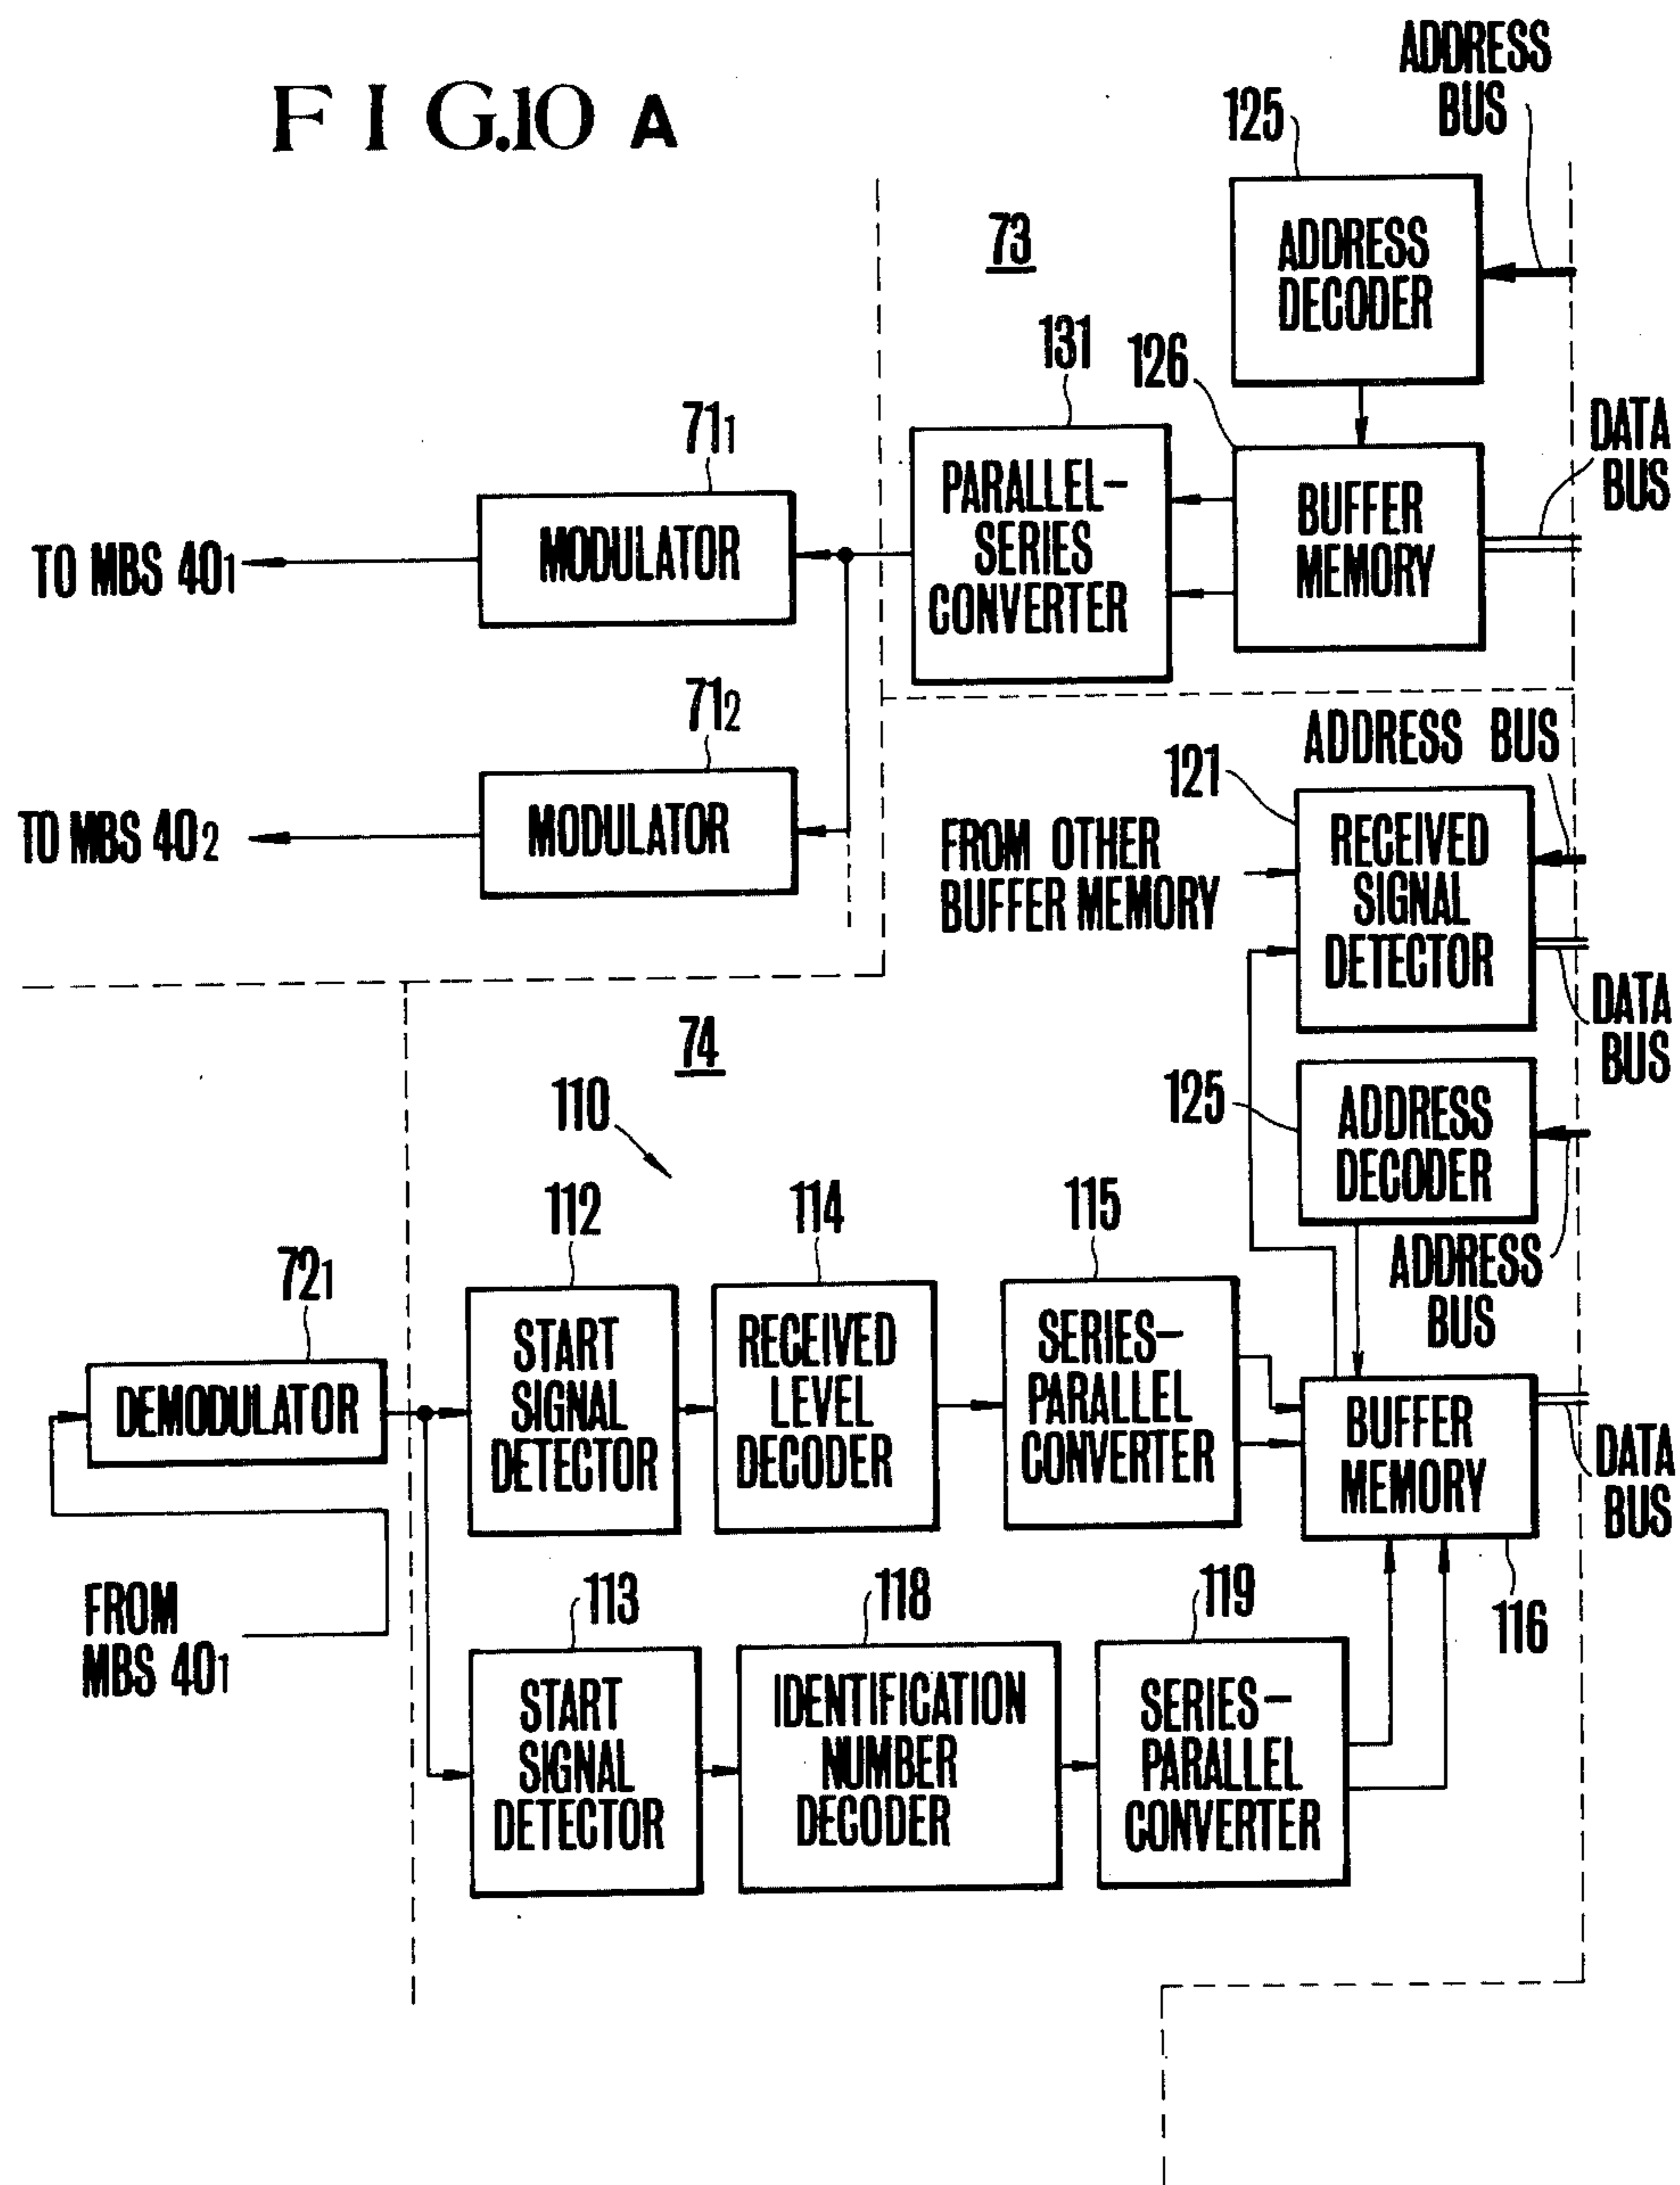 FIG.10 A
ADDRESS
BUS
125
ADDRESS
DECODER
73
131
126
DATA
BUS
PARALLEL-
SERIES
CONVERTER
BUFFER
MEMORY
71₁
MODULATOR
TO MBS 40₁
71₂
MODULATOR
TO MBS 40₂
ADDRESS BUS
121
RECEIVED
SIGNAL
DETECTOR
FROM OTHER
BUFFER MEMORY
DATA
BUS
74
110
125
ADDRESS
DECODER
ADDRESS
BUS
112
114
115
72₁
DEMODULATOR
START
SIGNAL
DETECTOR
RECEIVED
LEVEL
DECODER
SERIES-
PARALLEL
CONVERTER
BUFFER
MEMORY
DATA
BUS
116
FROM
MBS 40₁
113
118
119
START
SIGNAL
DETECTOR
IDENTIFICATION
NUMBER
DECODER
SERIES-
PARALLEL
CONVERTER